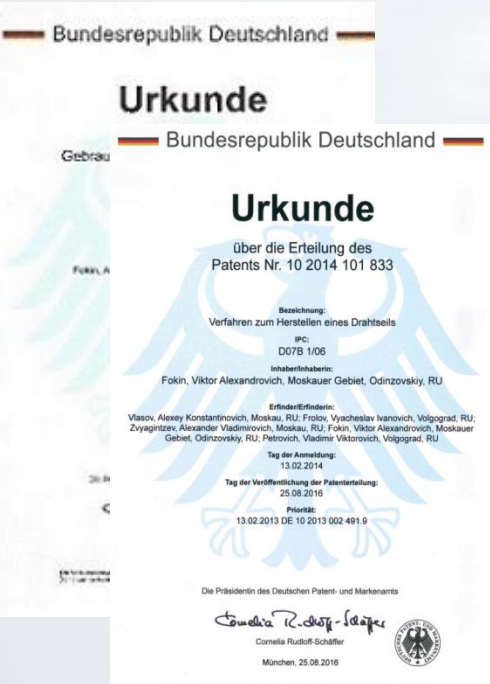 Bundesrepublik Deutschland
Urkunde
Gebrau
Fokin, A
Bundesrepublik Deutschland
Urkunde
über die Erteilung des
Patents Nr. 10 2014 101 833
Bezeichnung:
Verfahren zum Herstellen eines Drahtseils
IPC:
D07B 1/06
Inhaber/Inhaberin:
Fokin, Viktor Alexandrovich, Moskauer Gebiet, Odinzovskiy, RU
Erfinder/Erfinderin:
Vlasov, Alexey Konstantinovich, Moskau, RU; Frolov, Vyacheslav Ivanovich, Volgograd, RU;
Zvyagintzev, Alexander Vladimirovich, Moskau, RU; Fokin, Viktor Alexandrovich, Moskauer
Gebiet, Odinzovskiy, RU; Petrovich, Vladimir Viktorovich, Volgograd, RU
Tag der Anmeldung:
13.02.2014
Tag der Veröffentlichung der Patenterteilung:
25.08.2016
Priorität:
13.02.2013 DE 10 2013 002 491.9
Die Präsidentin des Deutschen Patent- und Markenamts
Cornelia Rudloff-Schäffer
Cornelia Rudloff-Schäffer
München, 25.08.2016